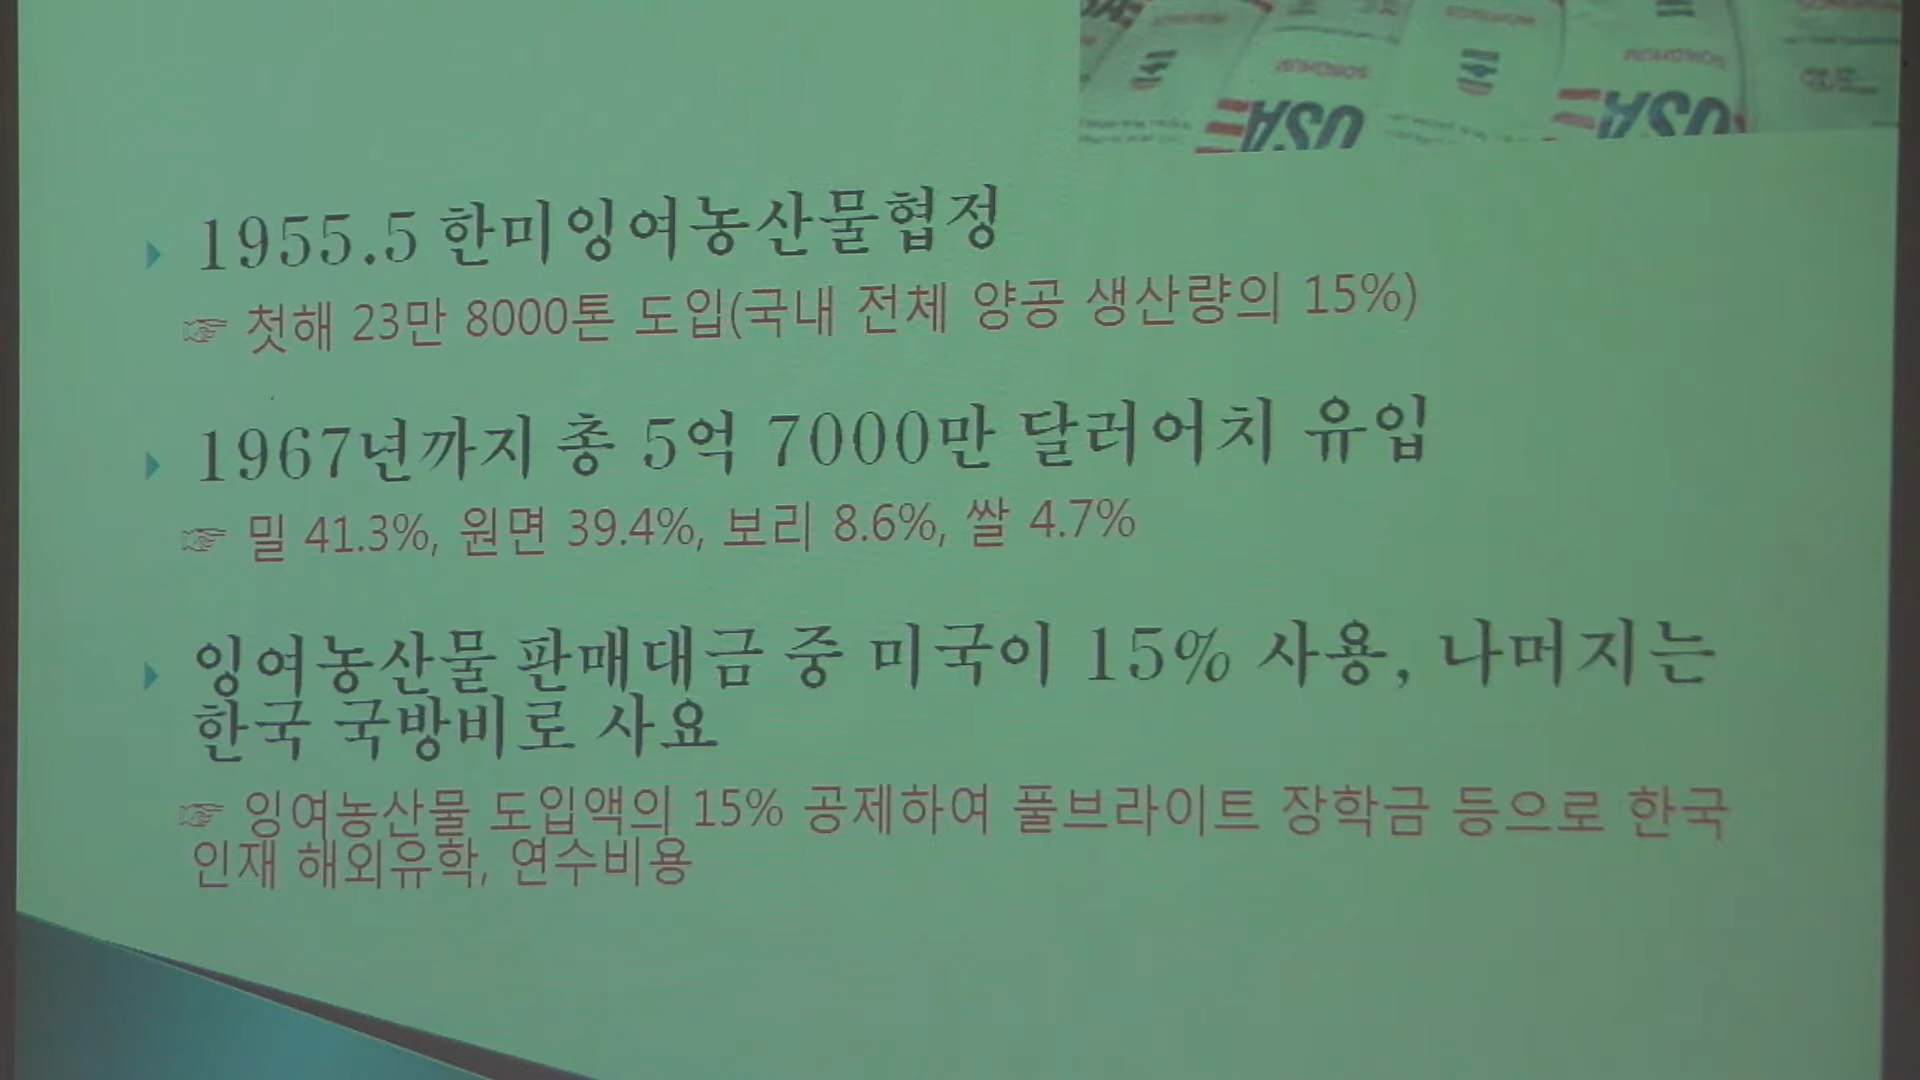 SORGHUM
SORGHUM
USA
USA
1955.5 한미잉여농산물협정
☞ 첫해 23만 8000톤 도입(국내 전체 양공 생산량의 15%)
1967년까지 총 5억 7000만 달러어치 유입
☞ 밀 41.3%, 원면 39.4%, 보리 8.6%, 쌀 4.7%
잉여농산물 판매대금 중 미국이 15% 사용, 나머지는
한국 국방비로 사요
☞ 잉여농산물 도입액의 15% 공제하여 풀브라이트 장학금 등으로 한국
인재 해외유학, 연수비용